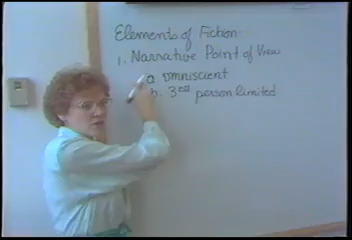 Elements of Fiction:
1. Narrative Point of View
a omniscient
b. 3rd person limited